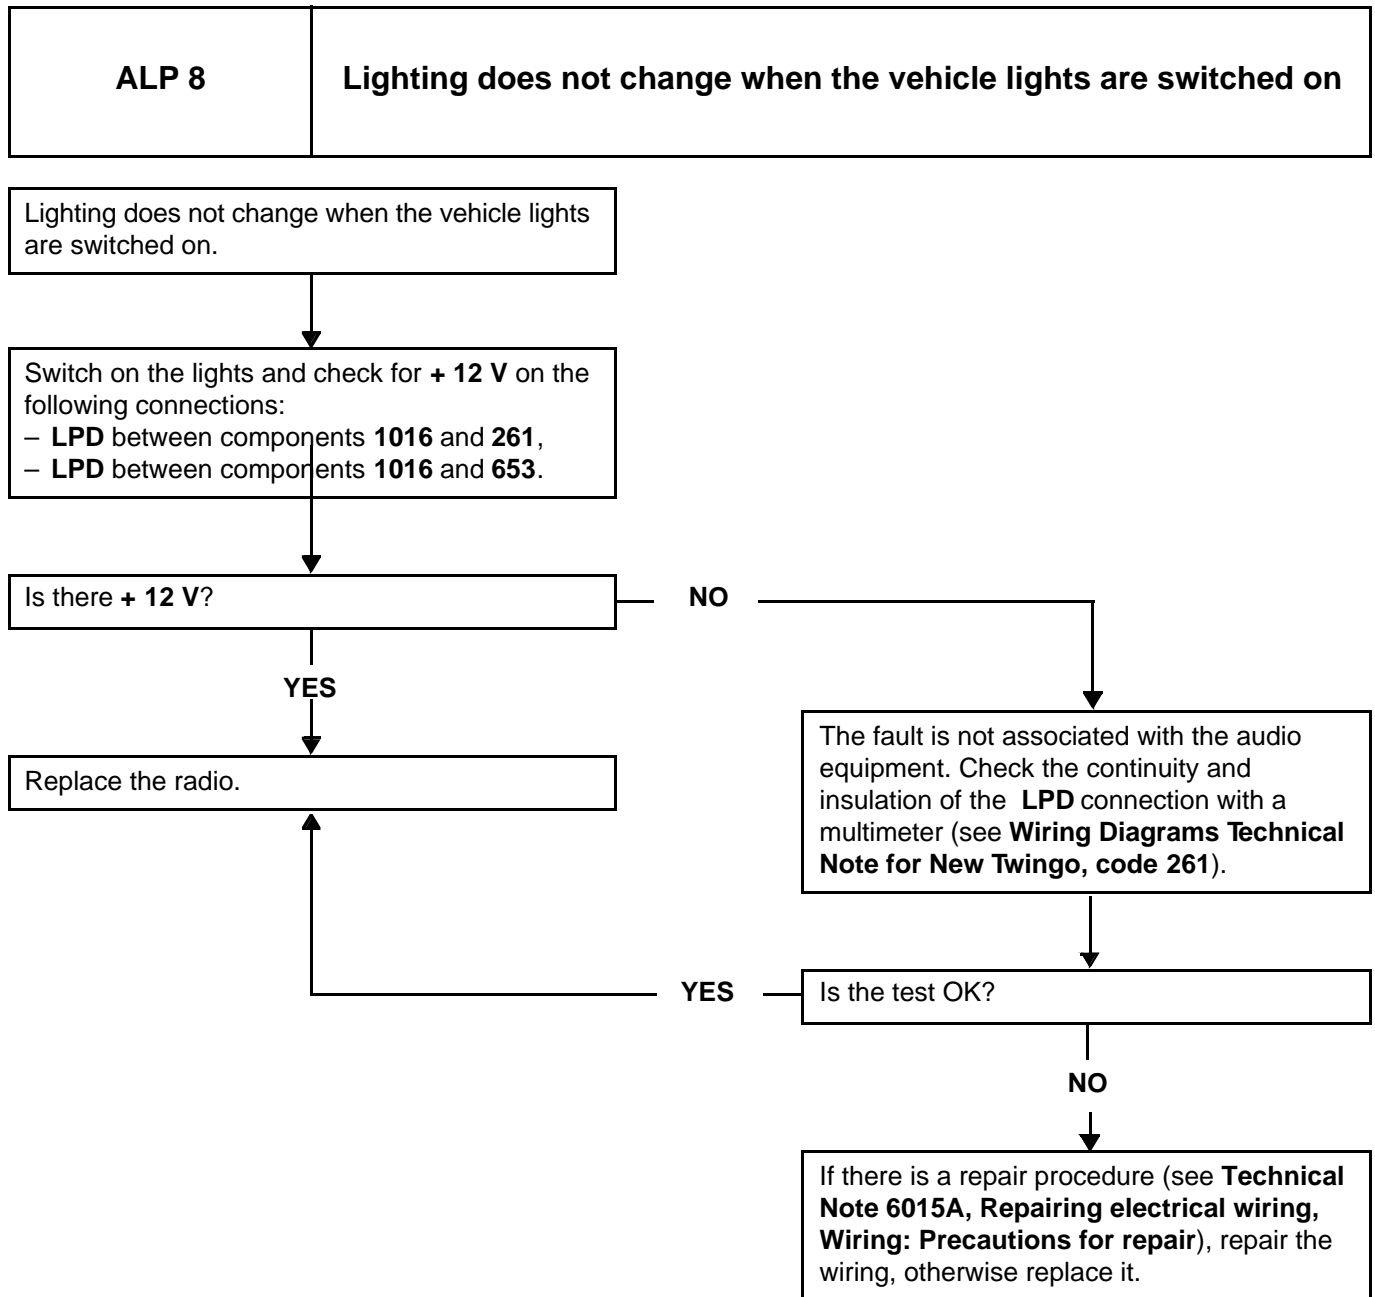 ALP 8
Lighting does not change when the vehicle lights are switched on
Lighting does not change when the vehicle lights
are switched on.
Switch on the lights and check for + 12 V on the
following connections:
– LPD between components 1016 and 261,
– LPD between components 1016 and 653.
Is there + 12 V?
NO
YES
Replace the radio.
The fault is not associated with the audio
equipment. Check the continuity and
insulation of the LPD connection with a
multimeter (see Wiring Diagrams Technical
Note for New Twingo, code 261).
YES
Is the test OK?
NO
If there is a repair procedure (see Technical
Note 6015A, Repairing electrical wiring,
Wiring: Precautions for repair), repair the
wiring, otherwise replace it.